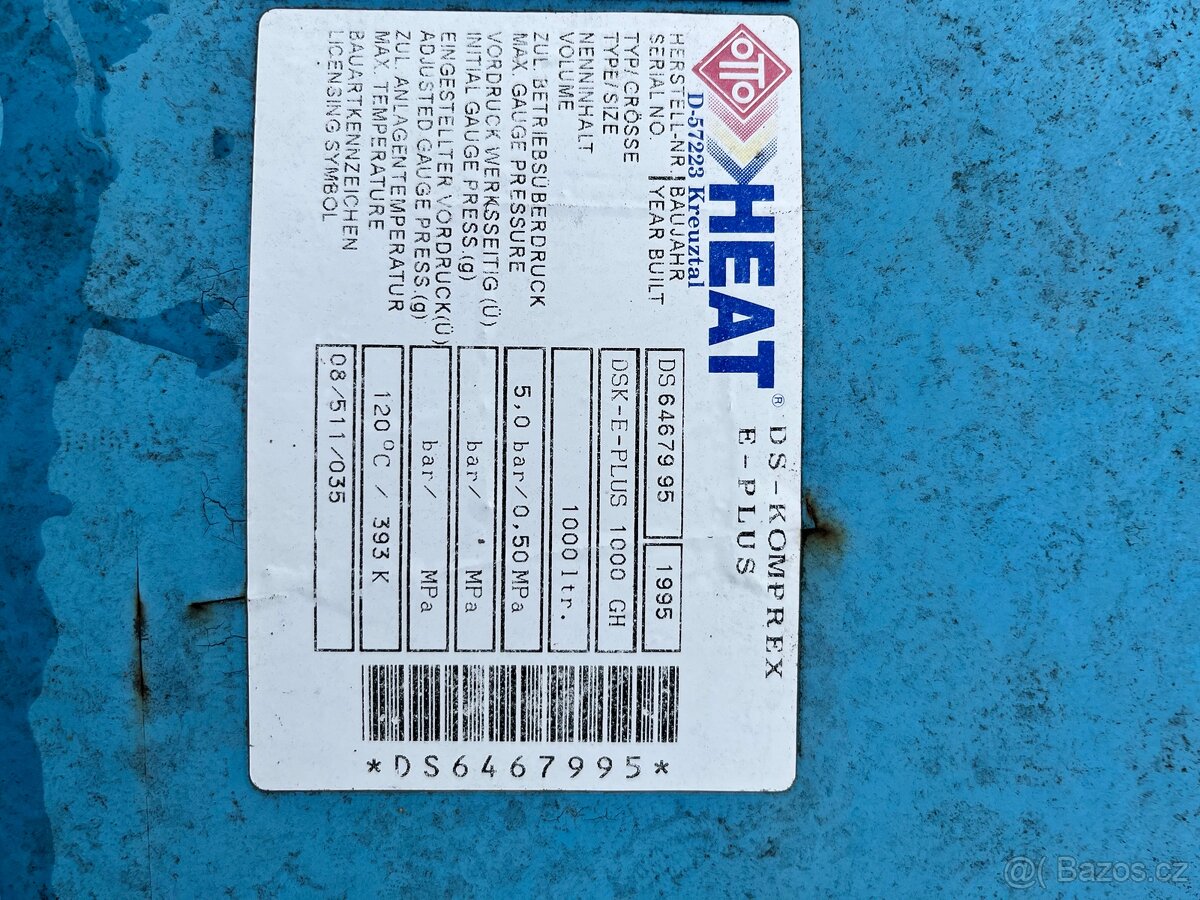 OTTO HEAT® DS-KOMPREX
D-57223 Kreuztal E-PLUS
HERSTELL-NR. BAUJAHR
SERIAL NO. YEAR BUILT
DS6467995 1995
TYP/GRÖSSE
TYPE/SIZE
DSK-E-PLUS 1000 GH
NENNINHALT
VOLUME
1000 ltr.
ZUL. BETRIEBSÜBERDRUCK
MAX. GAUGE PRESSURE
5,0 bar/0,50 MPa
VORDRUCK WERKSSEITIG (Ü)
INITIAL GAUGE PRESS.(g)
bar/ MPa
EINGESTELLTER VORDRUCK(Ü)
ADJUSTED GAUGE PRESS.(g)
bar/ MPa
ZUL. ANLAGENTEMPERATUR
MAX. TEMPERATURE
120°C / 393 K
BAUARTKENNZEICHEN
LICENSING SYMBOL
08/511/035
*DS6467995*
@( Bazos.cz